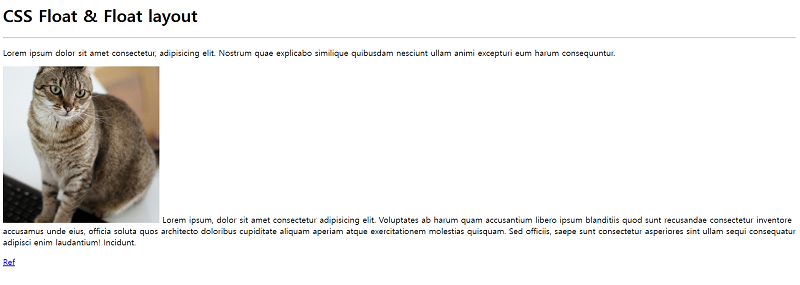 CSS Float & Float layout
Lorem ipsum dolor sit amet consectetur, adipisicing elit. Nostrum quae explicabo similique quibusdam nesciunt ullam animi excepturi eum harum consequuntur.
Lorem ipsum, dolor sit amet consectetur adipisicing elit. Voluptates ab harum quam accusantium libero ipsum blanditiis quod sunt recusandae consectetur inventore
accusamus unde eius, officia soluta quos architecto doloribus cupiditate aliquam aperiam atque exercitationem molestias quisquam. Sed officiis, saepe sunt consectetur asperiores sint ullam sequi consequatur
adipisci enim laudantium! Incidunt.
Ref